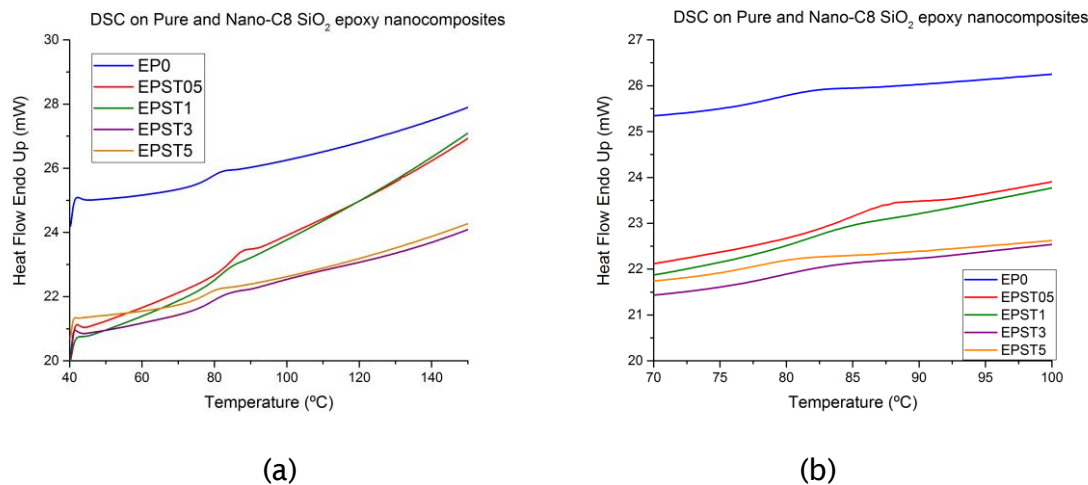 DSC on Pure and Nano-C8 SiO₂ epoxy nanocomposites
30
28
26
24
22
20
40
60
80
100
120
140
Heat Flow Endo Up (mW)
Temperature (ºC)
EP0
EPST05
EPST1
EPST3
EPST5
(a)
DSC on Pure and Nano-C8 SiO₂ epoxy nanocomposites
27
26
25
24
23
22
21
20
70
75
80
85
90
95
100
Heat Flow Endo Up (mW)
Temperature (ºC)
EP0
EPST05
EPST1
EPST3
EPST5
(b)